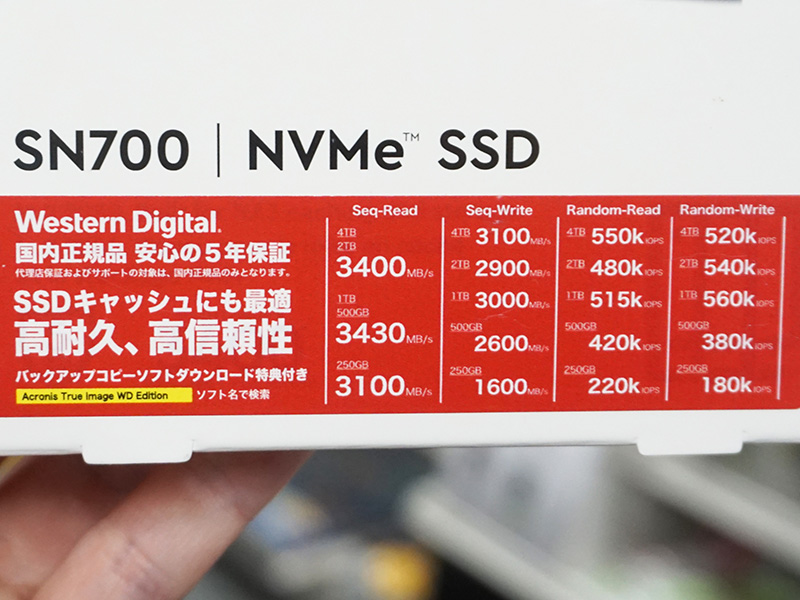 SN700 | NVMe™ SSD
Western Digital®
国内正規品 安心の5年保証
代理店保証およびサポートの対象は、国内正規品のみとなります。
SSDキャッシュにも最適
高耐久、高信頼性
バックアップコピーソフトダウンロード特典付き
Acronis True Image WD Edition ソフト名で検索
Seq-Read
4TB
2TB
3400MB/s
1TB
500GB
3430MB/s
250GB
3100MB/s
Seq-Write
4TB 3100MB/s
2TB 2900MB/s
1TB 3000MB/s
500GB
2600MB/s
250GB
1600MB/s
Random-Read
4TB 550k IOPS
2TB 480k IOPS
1TB 515k IOPS
500GB
420k IOPS
250GB
220k IOPS
Random-Write
4TB 520k IOPS
2TB 540k IOPS
1TB 560k IOPS
500GB
380k IOPS
250GB
180k IOPS